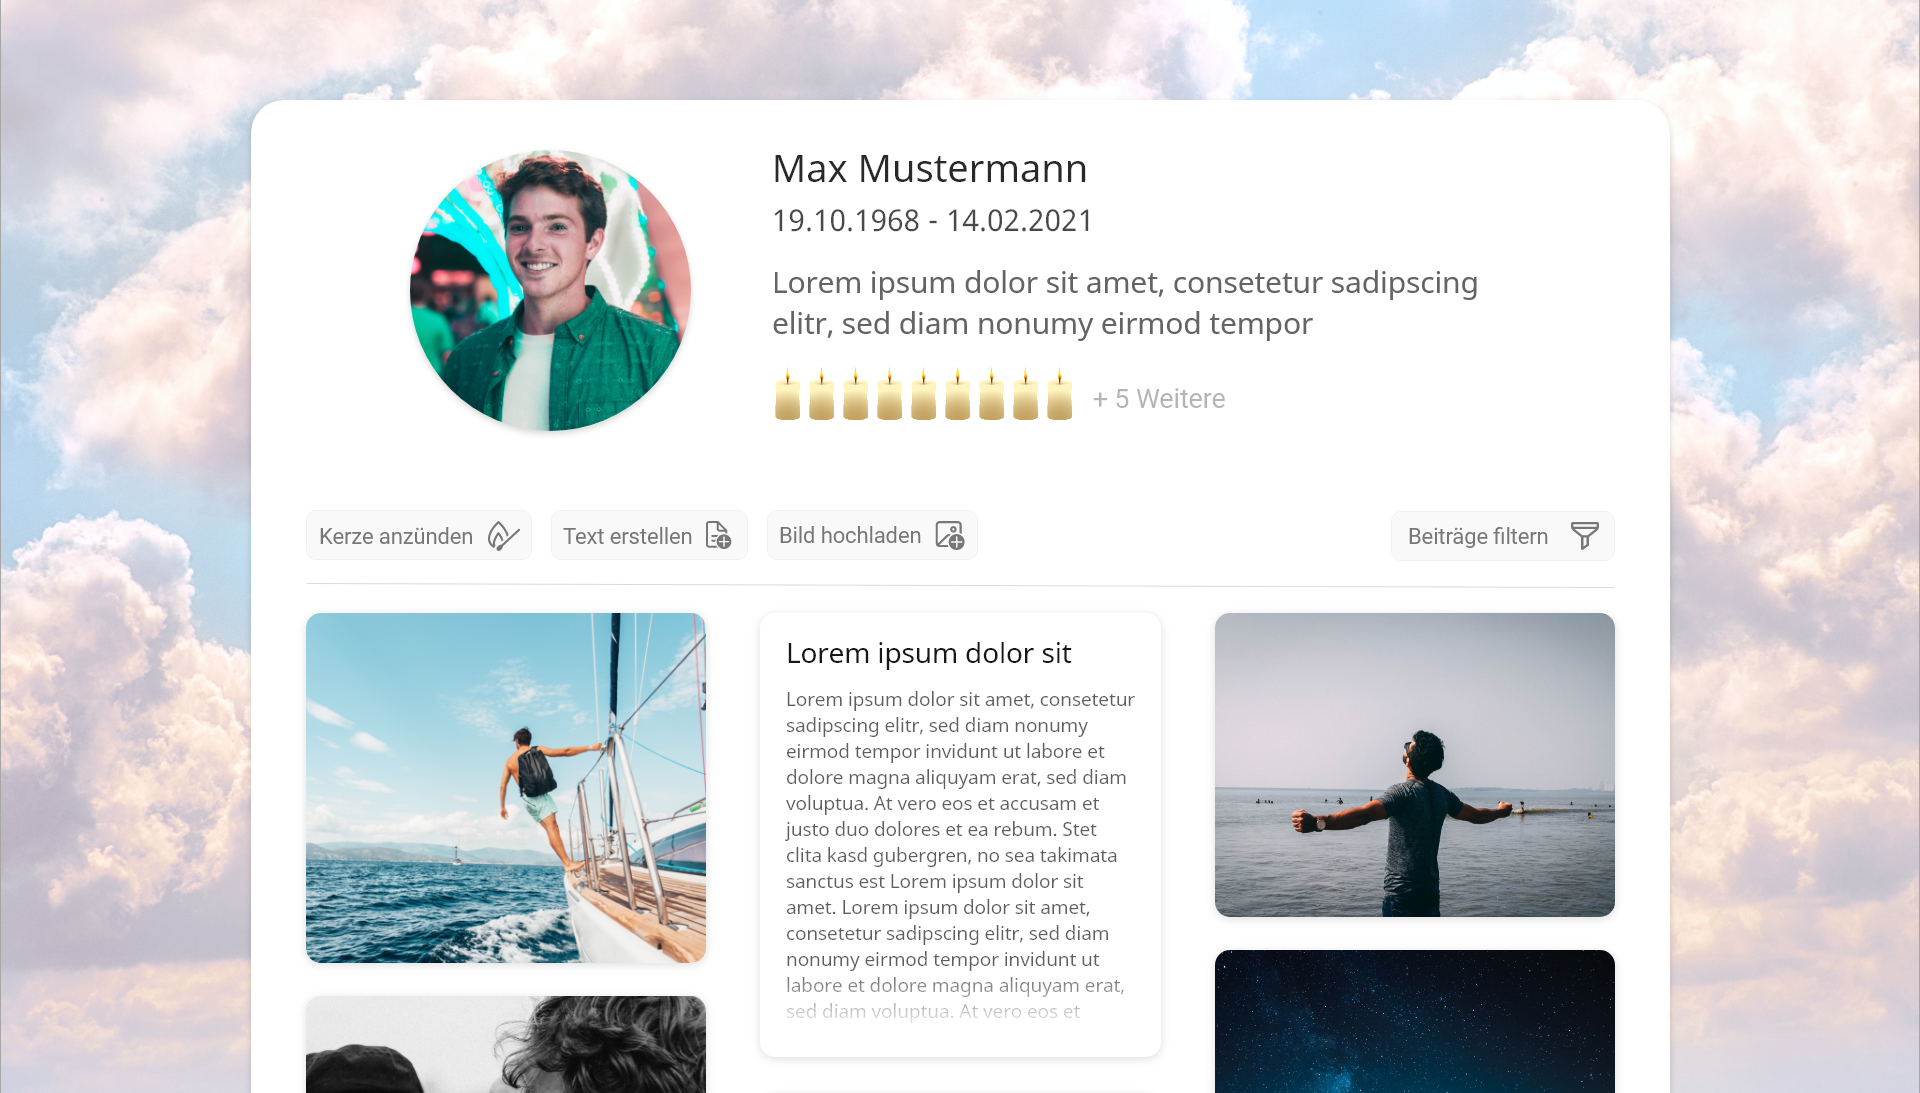 Max Mustermann
19.10.1968 - 14.02.2021
Lorem ipsum dolor sit amet, consetetur sadipscing
elitr, sed diam nonumy eirmod tempor
+ 5 Weitere
Kerze anzünden
Text erstellen
Bild hochladen
Beiträge filtern
Lorem ipsum dolor sit
Lorem ipsum dolor sit amet, consetetur
sadipscing elitr, sed diam nonumy
eirmod tempor invidunt ut labore et
dolore magna aliquyam erat, sed diam
voluptua. At vero eos et accusam et
justo duo dolores et ea rebum. Stet
clita kasd gubergren, no sea takimata
sanctus est Lorem ipsum dolor sit
amet. Lorem ipsum dolor sit amet,
consetetur sadipscing elitr, sed diam
nonumy eirmod tempor invidunt ut
labore et dolore magna aliquyam erat,
sed diam voluptua. At vero eos et